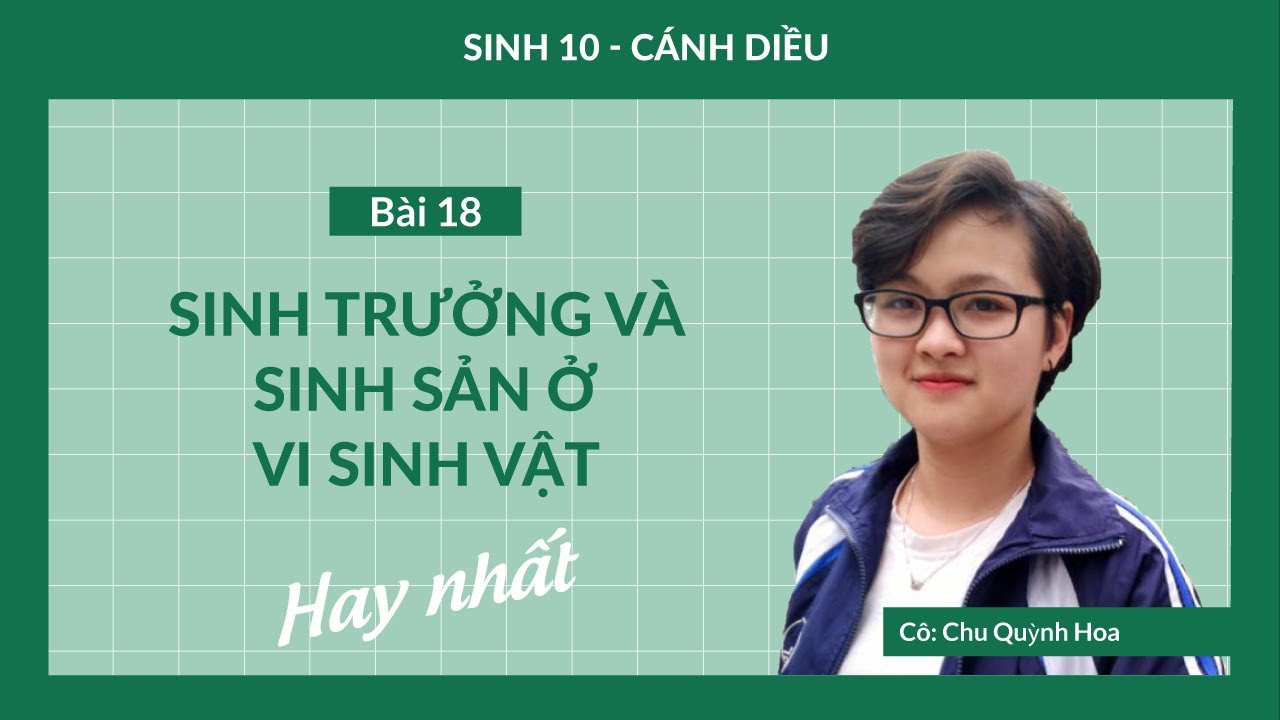 SINH 10 - CÁNH DIỀU
Bài 18
SINH TRƯỞNG VÀ
SINH SẢN Ở
VI SINH VẬT
Hay nhất
Cô: Chu Quỳnh Hoa